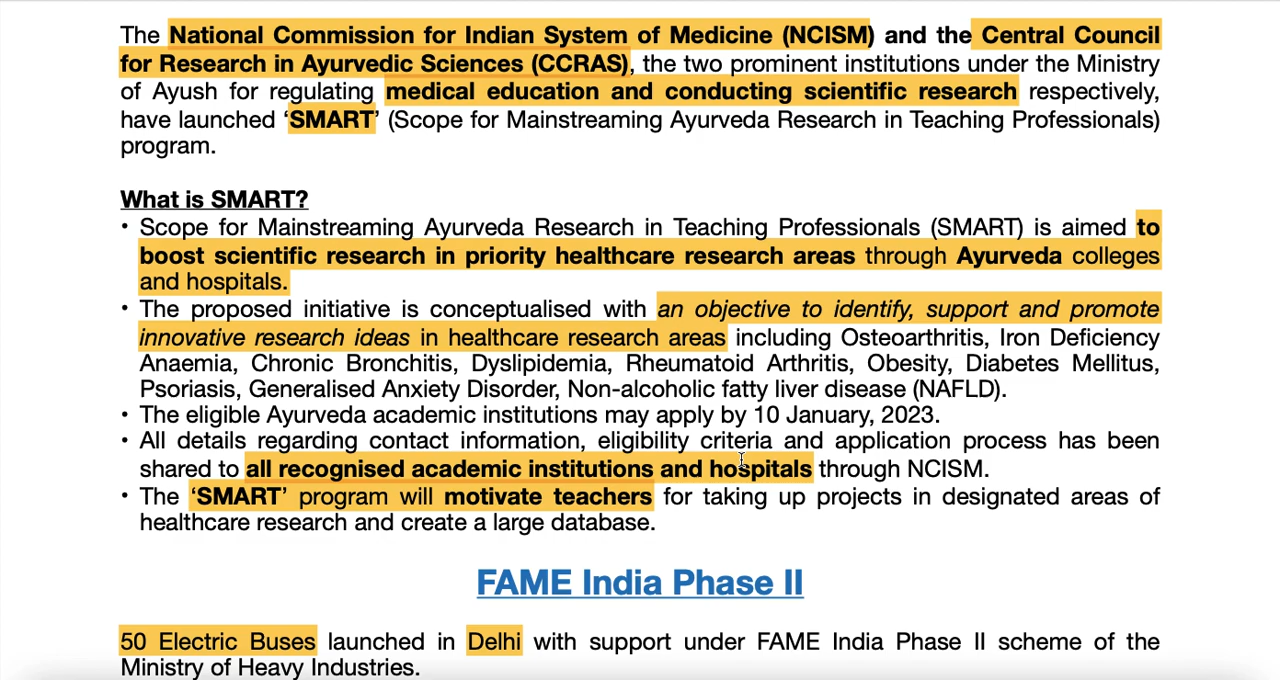 The National Commission for Indian System of Medicine (NCISM) and the Central Council
for Research in Ayurvedic Sciences (CCRAS), the two prominent institutions under the Ministry
of Ayush for regulating medical education and conducting scientific research respectively,
have launched ‘SMART’ (Scope for Mainstreaming Ayurveda Research in Teaching Professionals)
program.
What is SMART?
• Scope for Mainstreaming Ayurveda Research in Teaching Professionals (SMART) is aimed to
boost scientific research in priority healthcare research areas through Ayurveda colleges
and hospitals.
• The proposed initiative is conceptualised with an objective to identify, support and promote
innovative research ideas in healthcare research areas including Osteoarthritis, Iron Deficiency
Anaemia, Chronic Bronchitis, Dyslipidemia, Rheumatoid Arthritis, Obesity, Diabetes Mellitus,
Psoriasis, Generalised Anxiety Disorder, Non-alcoholic fatty liver disease (NAFLD).
• The eligible Ayurveda academic institutions may apply by 10 January, 2023.
• All details regarding contact information, eligibility criteria and application process has been
shared to all recognised academic institutions and hospitals through NCISM.
• The ‘SMART’ program will motivate teachers for taking up projects in designated areas of
healthcare research and create a large database.
FAME India Phase II
50 Electric Buses launched in Delhi with support under FAME India Phase II scheme of the
Ministry of Heavy Industries.